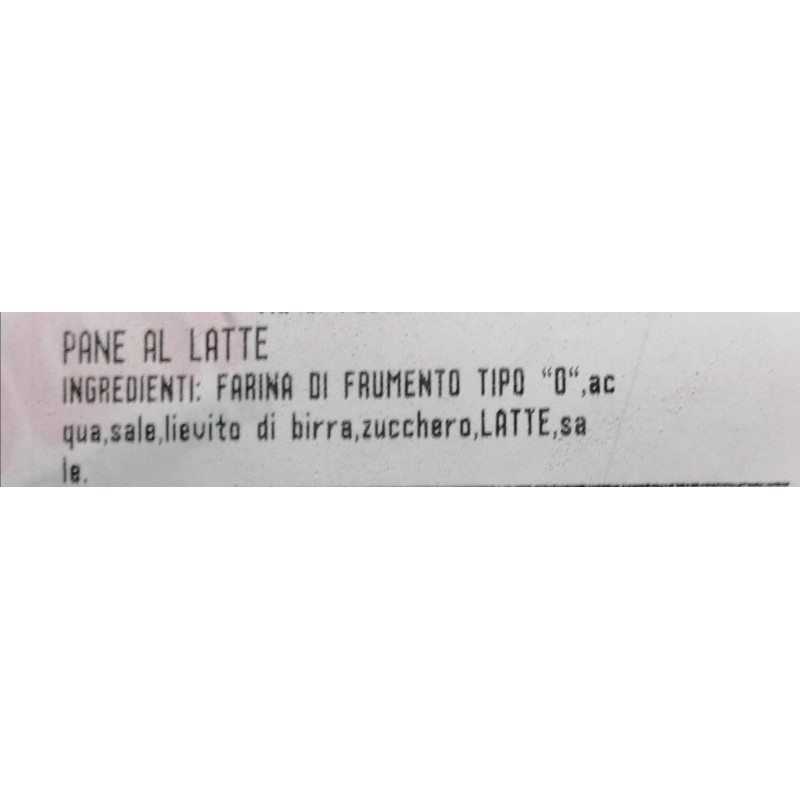 PANE AL LATTE
INGREDIENTI: FARINA DI FRUMENTO TIPO "0",ac
qua,sale,lievito di birra,zucchero,LATTE,sa
le.